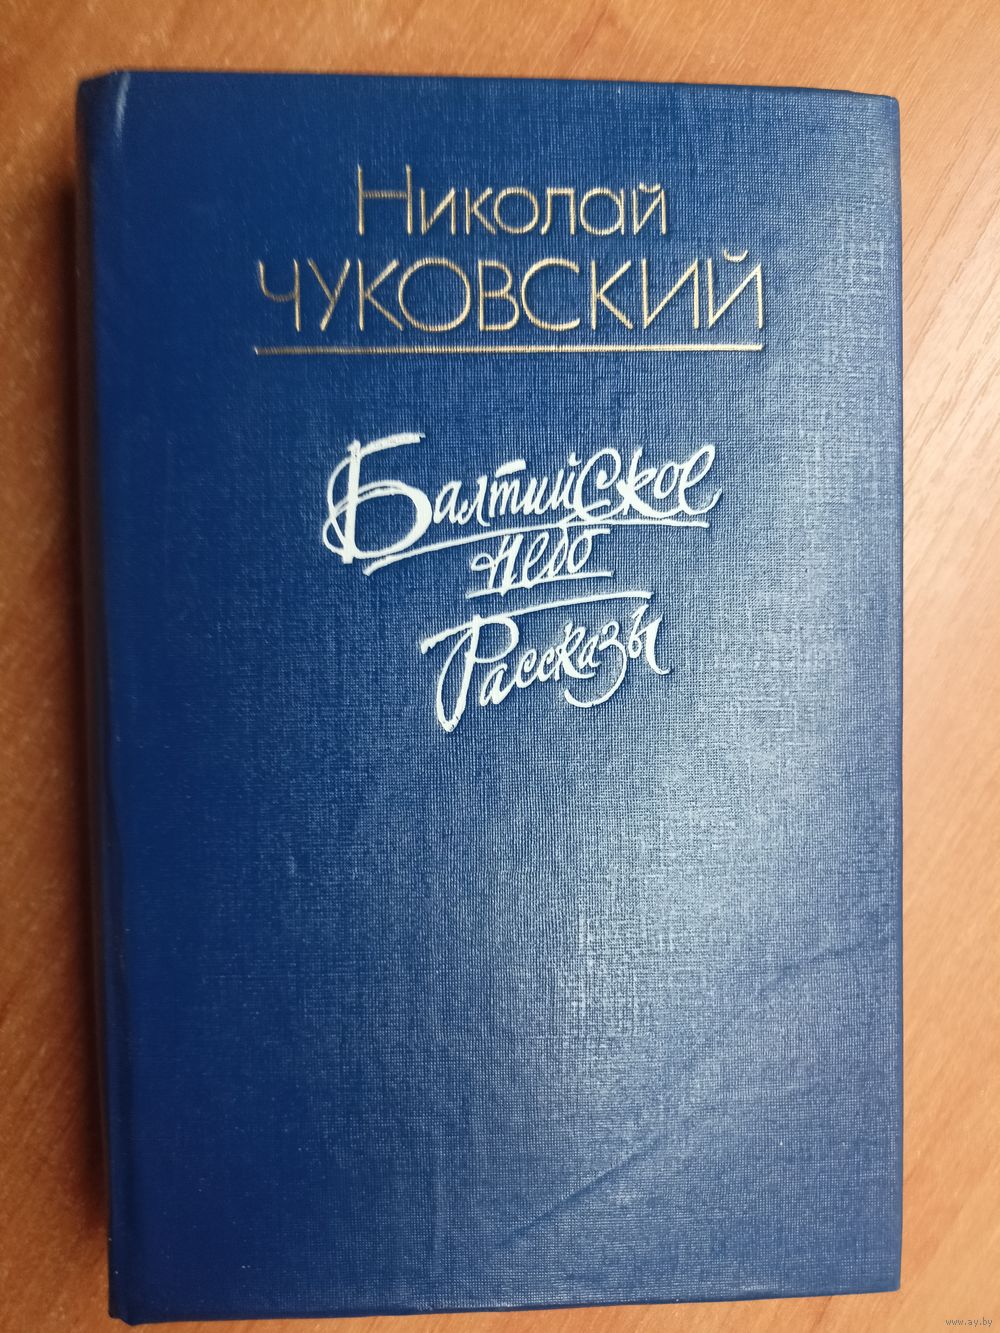 Николай
ЧУКОВСКИЙ
Балтийское
небо
Рассказы
www.ay.by